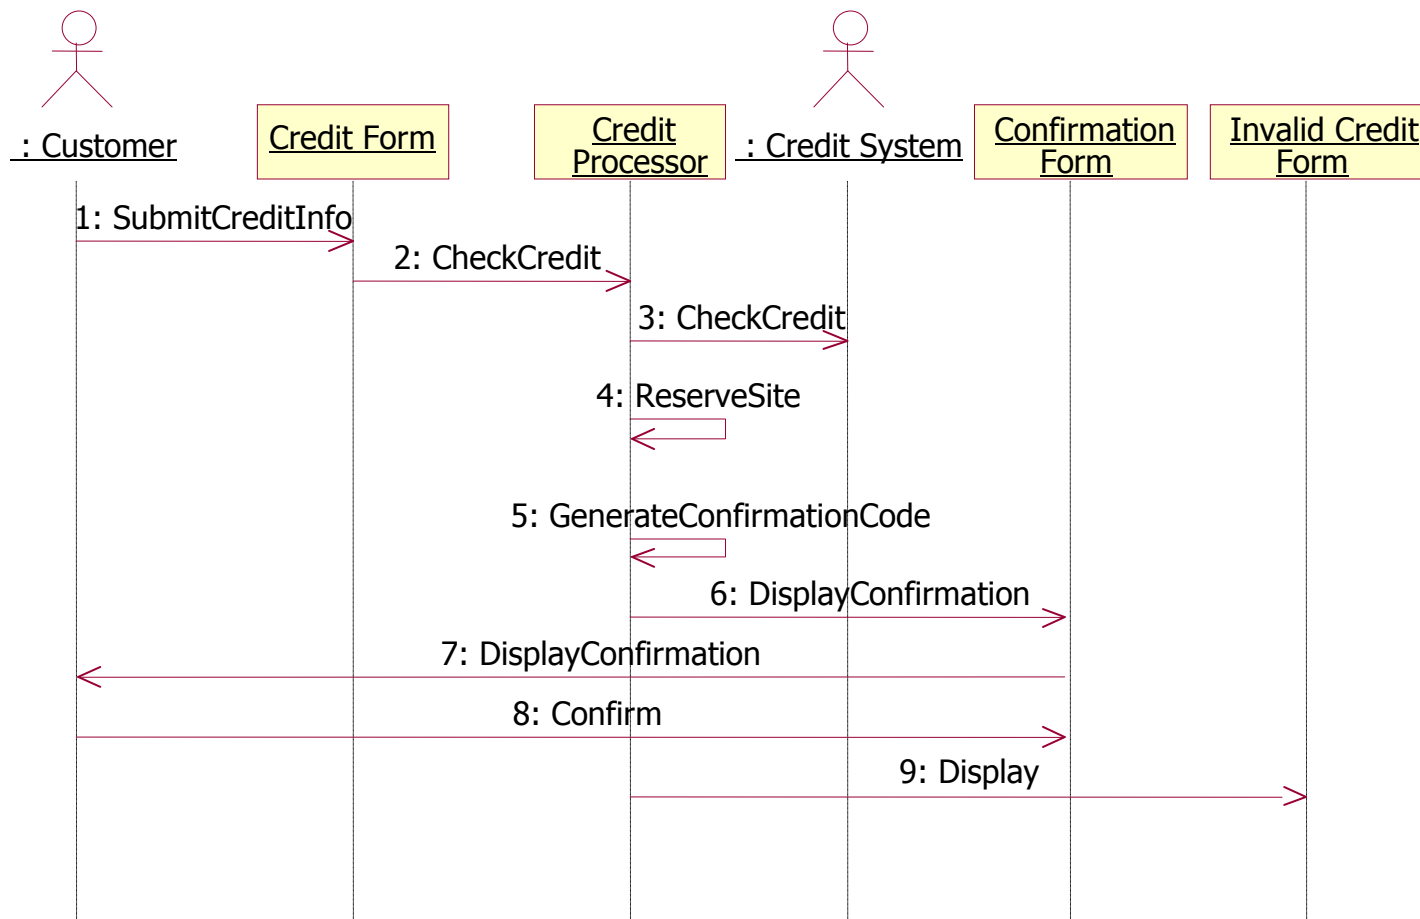 : Customer
Credit Form
Credit
Processor
: Credit System
Confirmation
Form
Invalid Credit
Form
1: SubmitCreditInfo
2: CheckCredit
3: CheckCredit
4: ReserveSite
5: GenerateConfirmationCode
6: DisplayConfirmation
7: DisplayConfirmation
8: Confirm
9: Display